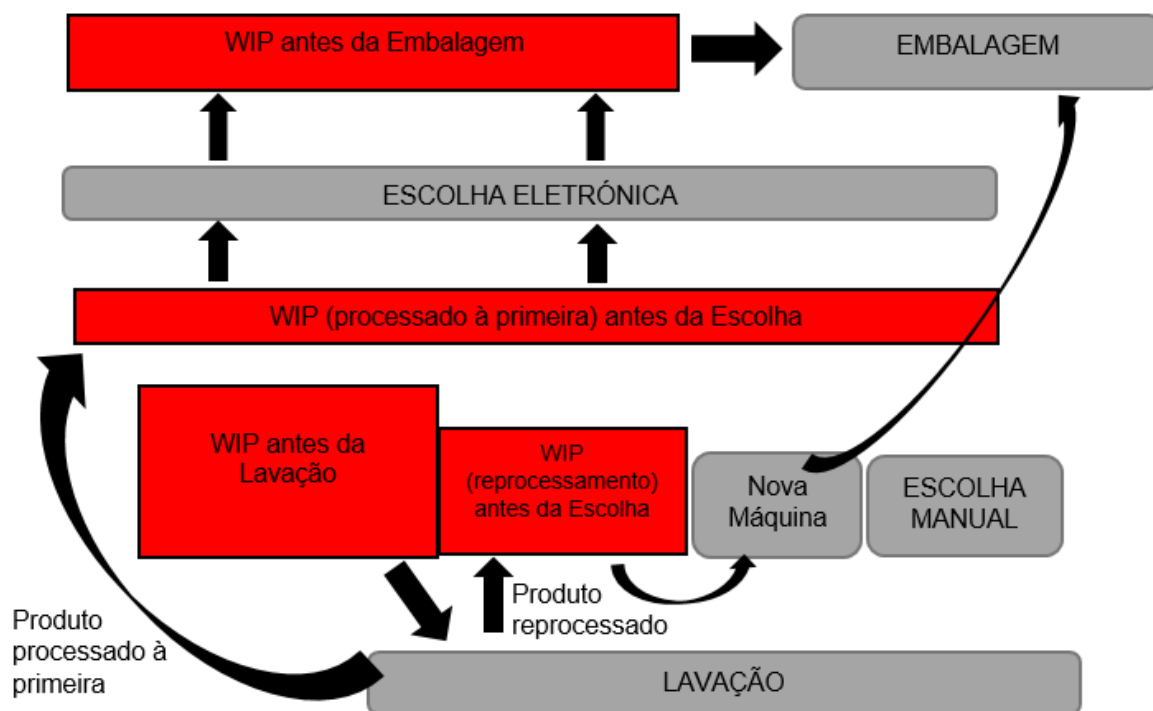 WIP antes da Embalagem
EMBALAGEM
ESCOLHA ELETRÓNICA
WIP (processado à primeira) antes da Escolha
WIP antes da
Lavação
WIP
(reprocessamento)
antes da Escolha
Nova
Máquina
ESCOLHA
MANUAL
Produto
reprocessado
Produto
processado à
primeira
LAVAÇÃO